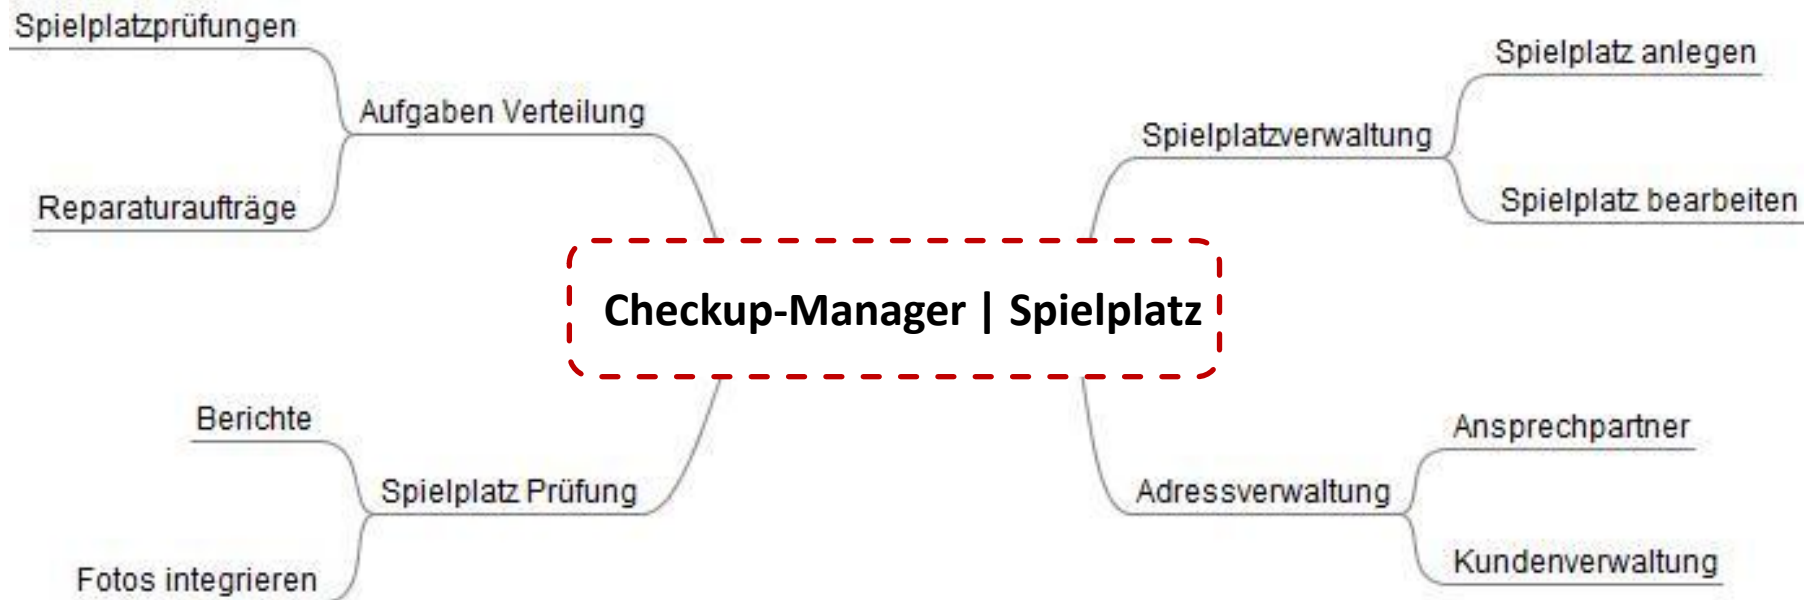 Spielplatzprüfungen
Aufgaben Verteilung
Reparaturaufträge
Spielplatz anlegen
Spielplatzverwaltung
Spielplatz bearbeiten
Checkup-Manager | Spielplatz
Berichte
Spielplatz Prüfung
Fotos integrieren
Ansprechpartner
Adressverwaltung
Kundenverwaltung